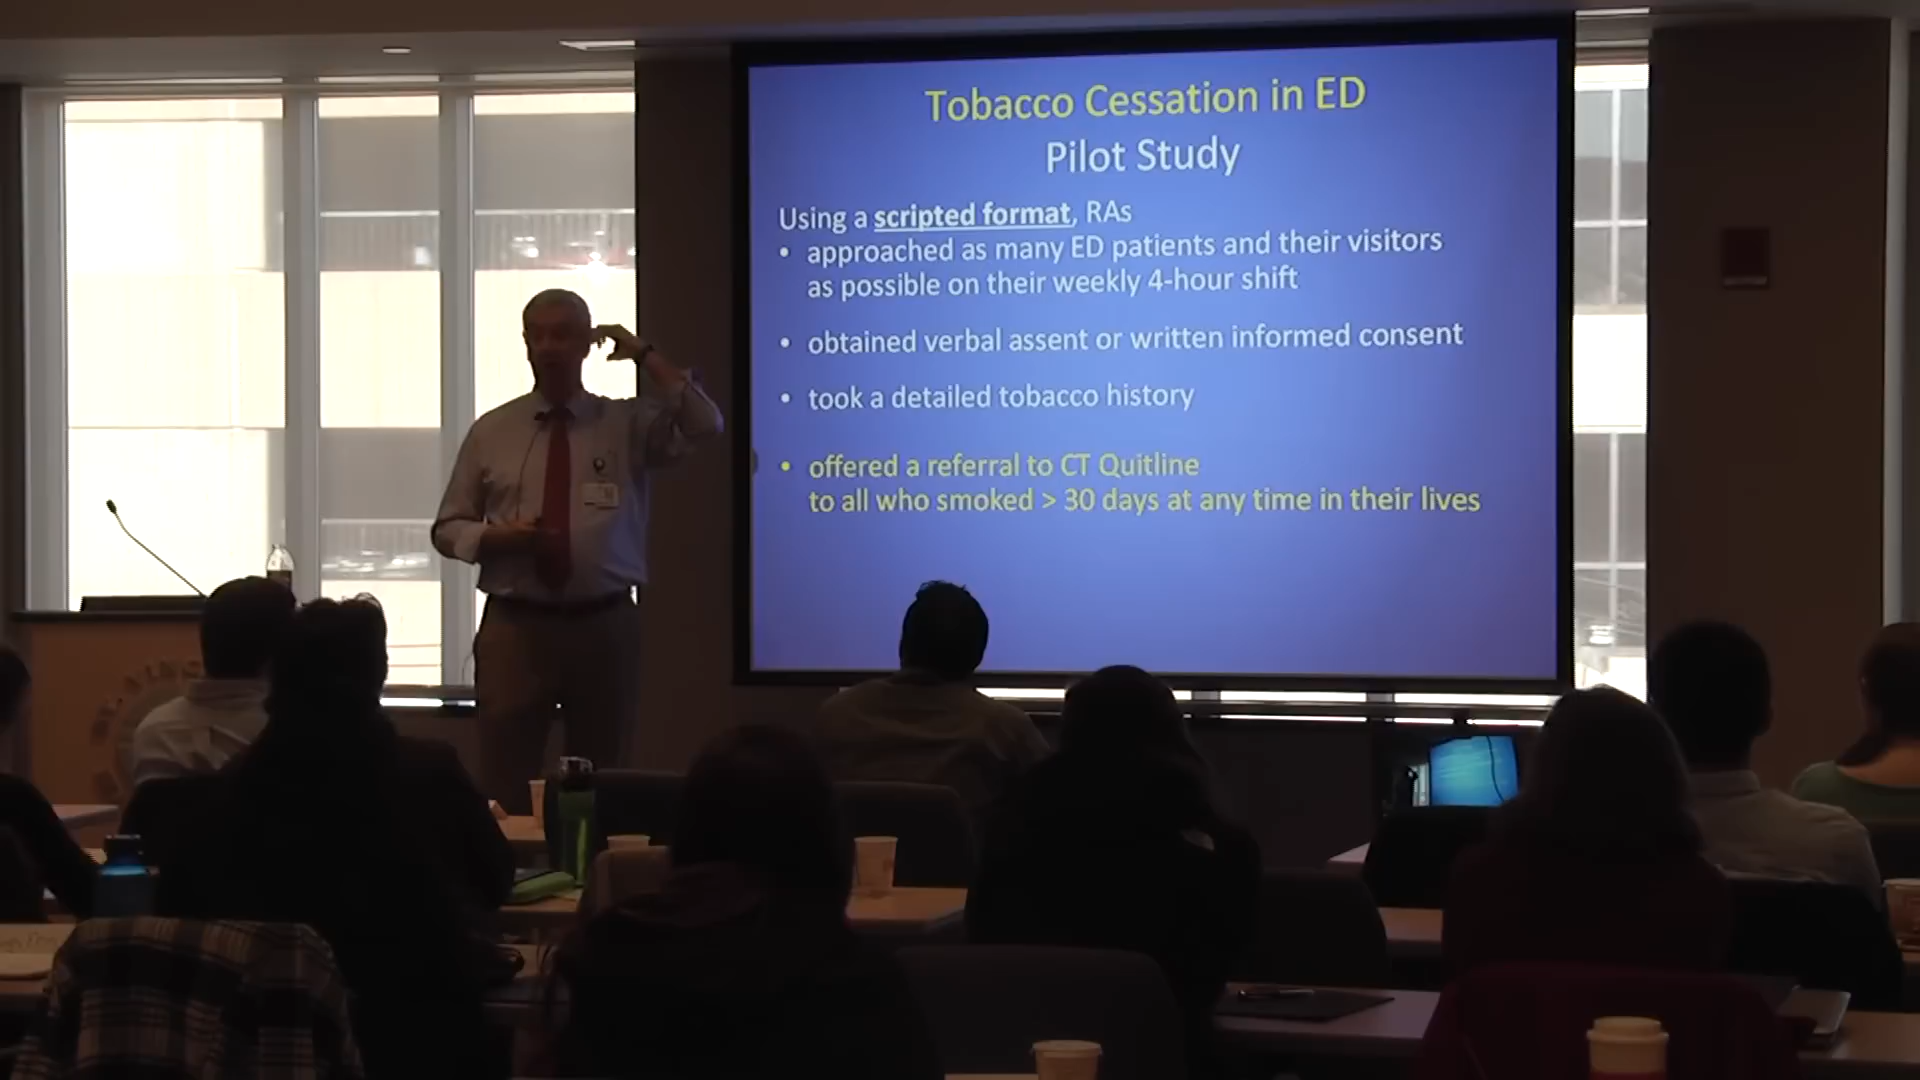 Tobacco Cessation in ED
Pilot Study
Using a scripted format, RAs
• approached as many ED patients and their visitors
as possible on their weekly 4-hour shift
• obtained verbal assent or written informed consent
• took a detailed tobacco history
• offered a referral to CT Quitline
to all who smoked > 30 days at any time in their lives